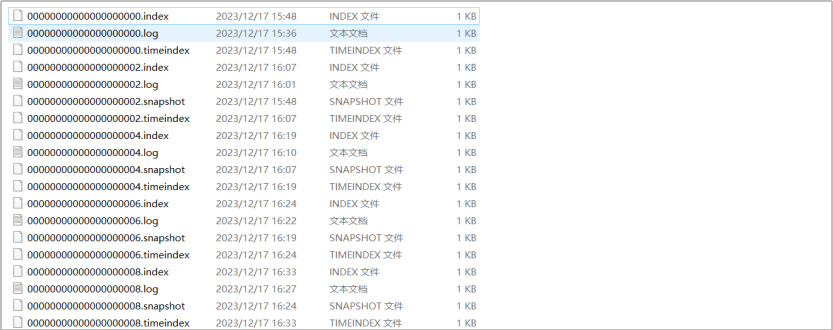 00000000000000000000.index 2023/12/17 15:48 INDEX 文件 1 KB
00000000000000000000.log 2023/12/17 15:36 文本文档 1 KB
00000000000000000000.timeindex 2023/12/17 15:48 TIMEINDEX 文件 1 KB
00000000000000000002.index 2023/12/17 16:07 INDEX 文件 1 KB
00000000000000000002.log 2023/12/17 16:01 文本文档 1 KB
00000000000000000002.snapshot 2023/12/17 15:48 SNAPSHOT 文件 1 KB
00000000000000000002.timeindex 2023/12/17 16:07 TIMEINDEX 文件 1 KB
00000000000000000004.index 2023/12/17 16:19 INDEX 文件 1 KB
00000000000000000004.log 2023/12/17 16:10 文本文档 1 KB
00000000000000000004.snapshot 2023/12/17 16:07 SNAPSHOT 文件 1 KB
00000000000000000004.timeindex 2023/12/17 16:19 TIMEINDEX 文件 1 KB
00000000000000000006.index 2023/12/17 16:24 INDEX 文件 1 KB
00000000000000000006.log 2023/12/17 16:22 文本文档 1 KB
00000000000000000006.snapshot 2023/12/17 16:19 SNAPSHOT 文件 1 KB
00000000000000000006.timeindex 2023/12/17 16:24 TIMEINDEX 文件 1 KB
00000000000000000008.index 2023/12/17 16:33 INDEX 文件 1 KB
00000000000000000008.log 2023/12/17 16:27 文本文档 1 KB
00000000000000000008.snapshot 2023/12/17 16:24 SNAPSHOT 文件 1 KB
00000000000000000008.timeindex 2023/12/17 16:33 TIMEINDEX 文件 1 KB